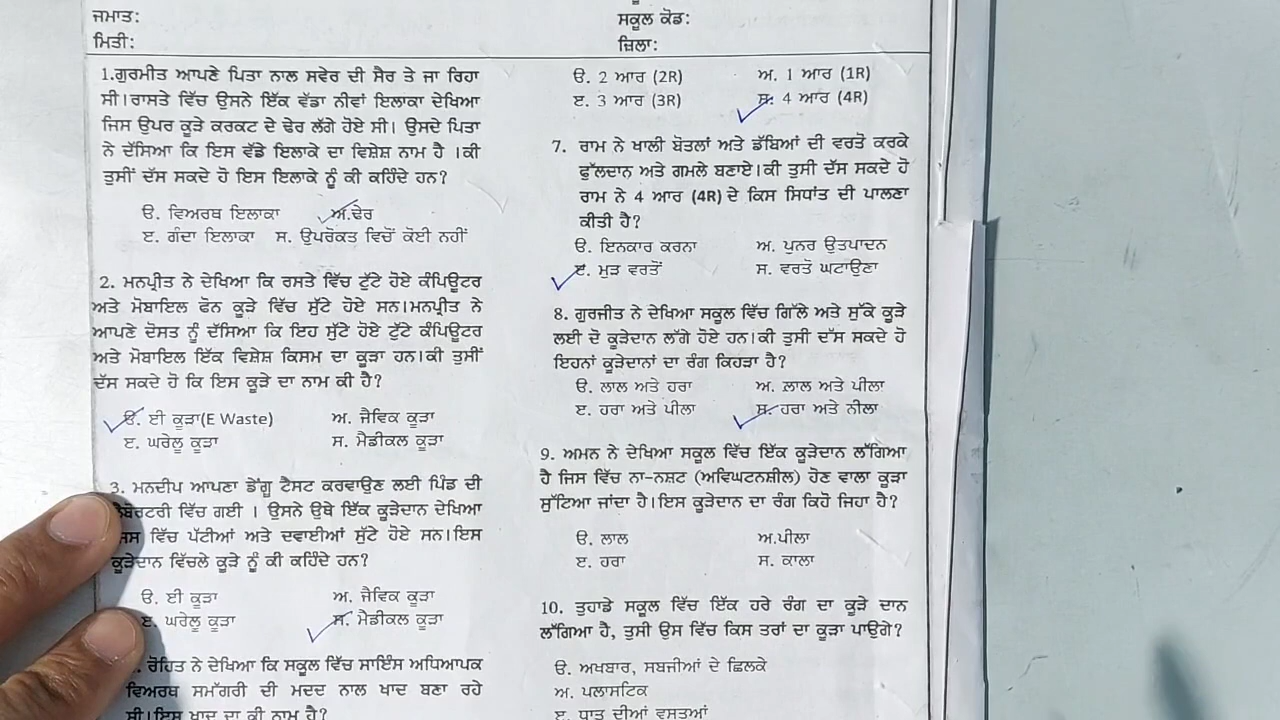 ਜਮਾਤ:
ਸਕੂਲ ਕੋਡ:
ਮਿਤੀ:
ਜ਼ਿਲਾ:
1.ਗੁਰਮੀਤ ਆਪਣੇ ਪਿਤਾ ਨਾਲ ਸਵੇਰ ਦੀ ਸੈਰ ਤੇ ਜਾ ਰਿਹਾ
ਸੀ।ਰਾਸਤੇ ਵਿੱਚ ਉਸਨੇ ਇੱਕ ਵੱਡਾ ਨੀਵਾਂ ਇਲਾਕਾ ਦੇਖਿਆ
ਜਿਸ ਉਪਰ ਕੂੜੇ ਕਰਕਟ ਦੇ ਢੇਰ ਲੱਗੇ ਹੋਏ ਸੀ। ਉਸਦੇ ਪਿਤਾ
ਨੇ ਦੱਸਿਆ ਕਿ ਇਸ ਵੱਡੇ ਇਲਾਕੇ ਦਾ ਵਿਸ਼ੇਸ਼ ਨਾਮ ਹੈ ।ਕੀ
ਤੁਸੀਂ ਦੱਸ ਸਕਦੇ ਹੋ ਇਸ ਇਲਾਕੇ ਨੂੰ ਕੀ ਕਹਿੰਦੇ ਹਨ?
ੳ. ਵਿਅਰਥ ਇਲਾਕਾ ਅ.ਢੇਰ
ੲ. ਗੰਦਾ ਇਲਾਕਾ ਸ. ਉਪਰੋਕਤ ਵਿਚੋਂ ਕੋਈ ਨਹੀਂ
2. ਮਨਪ੍ਰੀਤ ਨੇ ਦੇਖਿਆ ਕਿ ਰਸਤੇ ਵਿੱਚ ਟੁੱਟੇ ਹੋਏ ਕੰਪਿਊਟਰ
ਅਤੇ ਮੋਬਾਇਲ ਫੋਨ ਕੂੜੇ ਵਿੱਚ ਸੁੱਟੇ ਹੋਏ ਸਨ।ਮਨਪ੍ਰੀਤ ਨੇ
ਆਪਣੇ ਦੋਸਤ ਨੂੰ ਦੱਸਿਆ ਕਿ ਇਹ ਸੁੱਟੇ ਹੋਏ ਟੁੱਟੇ ਕੰਪਿਊਟਰ
ਅਤੇ ਮੋਬਾਇਲ ਇੱਕ ਵਿਸ਼ੇਸ਼ ਕਿਸਮ ਦਾ ਕੂੜਾ ਹਨ।ਕੀ ਤੁਸੀਂ
ਦੱਸ ਸਕਦੇ ਹੋ ਕਿ ਇਸ ਕੂੜੇ ਦਾ ਨਾਮ ਕੀ ਹੈ?
ੳ. ਈ ਕੂੜਾ(E Waste) ਅ. ਜੈਵਿਕ ਕੂੜਾ
ੲ. ਘਰੇਲੂ ਕੂੜਾ ਸ. ਮੈਡੀਕਲ ਕੂੜਾ
3. ਮਨਦੀਪ ਆਪਣਾ ਡੇਂਗੂ ਟੈਸਟ ਕਰਵਾਉਣ ਲਈ ਪਿੰਡ ਦੀ
ਵਿੱਚ ਗਈ । ਉਸਨੇ ਉਥੇ ਇੱਕ ਕੂੜੇਦਾਨ ਦੇਖਿਆ
ਵਿੱਚ ਪੱਟੀਆਂ ਅਤੇ ਦਵਾਈਆਂ ਸੁੱਟੇ ਹੋਏ ਸਨ।ਇਸ
ਕੂੜੇਦਾਨ ਵਿੱਚਲੇ ਕੂੜੇ ਨੂੰ ਕੀ ਕਹਿੰਦੇ ਹਨ?
ੳ. ਈ ਕੂੜਾ ਅ. ਜੈਵਿਕ ਕੂੜਾ
ੲ. ਘਰੇਲੂ ਕੂੜਾ ਸ. ਮੈਡੀਕਲ ਕੂੜਾ
ਰੋਹਿਤ ਨੇ ਦੇਖਿਆ ਕਿ ਸਕੂਲ ਵਿੱਚ ਸਾਇੰਸ ਅਧਿਆਪਕ
ਵਿਅਰਥ ਸਮੱਗਰੀ ਦੀ ਮਦਦ ਨਾਲ ਖਾਦ ਬਣਾ ਰਹੇ
ਸੀ।ਇਸ ਖਾਦ ਦਾ ਕੀ ਨਾਮ ਹੈ?
ੳ. 2 ਆਰ (2R) ਅ. 1 ਆਰ (1R)
ੲ. 3 ਆਰ (3R) ਸ. 4 ਆਰ (4R)
7. ਰਾਮ ਨੇ ਖਾਲੀ ਬੋਤਲਾਂ ਅਤੇ ਡੱਬਿਆਂ ਦੀ ਵਰਤੋ ਕਰਕੇ
ਫੁੱਲਦਾਨ ਅਤੇ ਗਮਲੇ ਬਣਾਏ।ਕੀ ਤੁਸੀ ਦੱਸ ਸਕਦੇ ਹੋ
ਰਾਮ ਨੇ 4 ਆਰ (4R) ਦੇ ਕਿਸ ਸਿਧਾਂਤ ਦੀ ਪਾਲਣਾ
ਕੀਤੀ ਹੈ?
ੳ. ਇਨਕਾਰ ਕਰਨਾ ਅ. ਪੁਨਰ ਉਤਪਾਦਨ
ੲ. ਮੁੜ ਵਰਤੋਂ ਸ. ਵਰਤੋ ਘਟਾਉਣਾ
8. ਗੁਰਜੀਤ ਨੇ ਦੇਖਿਆ ਸਕੂਲ ਵਿੱਚ ਗਿੱਲੇ ਅਤੇ ਸੁੱਕੇ ਕੂੜੇ
ਲਈ ਦੋ ਕੂੜੇਦਾਨ ਲੱਗੇ ਹੋਏ ਹਨ।ਕੀ ਤੁਸੀ ਦੱਸ ਸਕਦੇ ਹੋ
ਇਹਨਾਂ ਕੂੜੇਦਾਨਾਂ ਦਾ ਰੰਗ ਕਿਹੜਾ ਹੈ?
ੳ. ਲਾਲ ਅਤੇ ਹਰਾ ਅ. ਲਾਲ ਅਤੇ ਪੀਲਾ
ੲ. ਹਰਾ ਅਤੇ ਪੀਲਾ ਸ. ਹਰਾ ਅਤੇ ਨੀਲਾ
9. ਅਮਨ ਨੇ ਦੇਖਿਆ ਸਕੂਲ ਵਿੱਚ ਇੱਕ ਕੂੜੇਦਾਨ ਲੱਗਿਆ
ਹੈ ਜਿਸ ਵਿੱਚ ਨਾ-ਨਸ਼ਟ (ਅਵਿਘਟਨਸ਼ੀਲ) ਹੋਣ ਵਾਲਾ ਕੂੜਾ
ਸੁੱਟਿਆ ਜਾਂਦਾ ਹੈ।ਇਸ ਕੂੜੇਦਾਨ ਦਾ ਰੰਗ ਕਿਹੋ ਜਿਹਾ ਹੈ?
ੳ. ਲਾਲ ਅ.ਪੀਲਾ
ੲ. ਹਰਾ ਸ. ਕਾਲਾ
10. ਤੁਹਾਡੇ ਸਕੂਲ ਵਿੱਚ ਇੱਕ ਹਰੇ ਰੰਗ ਦਾ ਕੂੜੇ ਦਾਨ
ਲੱਗਿਆ ਹੈ, ਤੁਸੀ ਉਸ ਵਿੱਚ ਕਿਸ ਤਰਾਂ ਦਾ ਕੂੜਾ ਪਾਉਗੇ?
ੳ. ਅਖਬਾਰ, ਸਬਜੀਆਂ ਦੇ ਛਿਲਕੇ
ਅ. ਪਲਾਸਟਿਕ
ੲ. ਧਾਤ ਦੀਆਂ ਵਸਤੂਆਂ